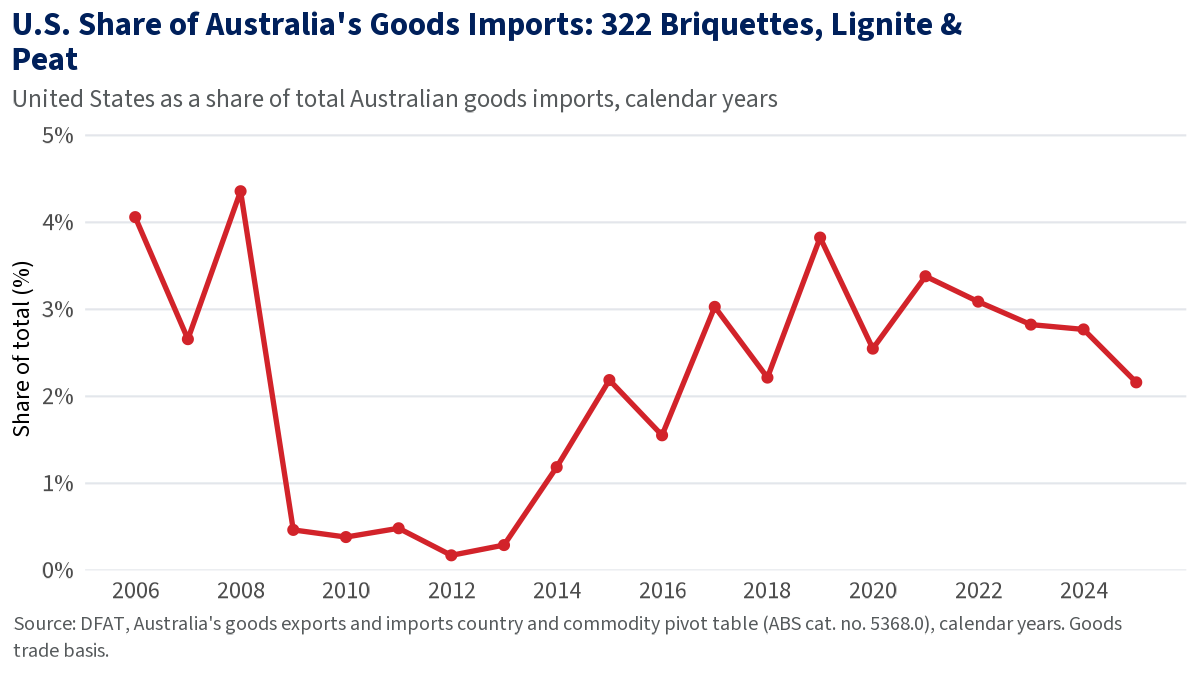 U.S. Share of Australia's Goods Imports: 322 Briquettes, Lignite &
Peat
United States as a share of total Australian goods imports, calendar years
Share of total (%)
5%
4%
3%
2%
1%
0%
2006 2008 2010 2012 2014 2016 2018 2020 2022 2024
Source: DFAT, Australia's goods exports and imports country and commodity pivot table (ABS cat. no. 5368.0), calendar years. Goods
trade basis.